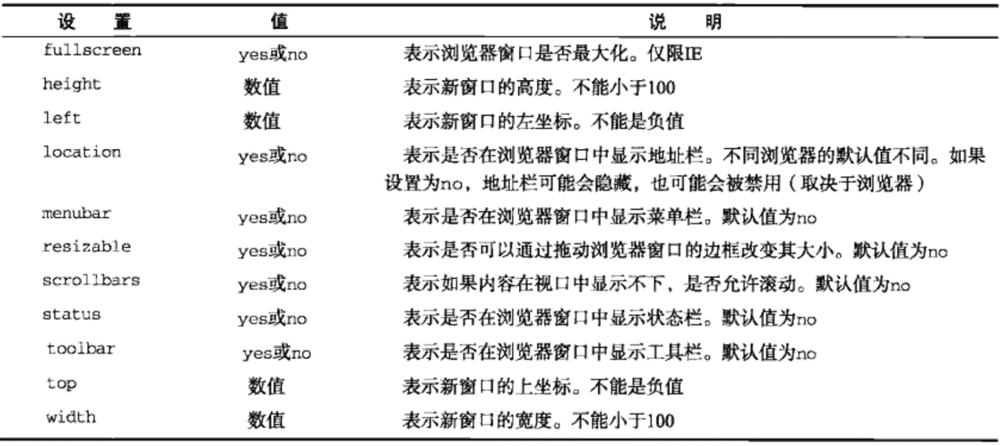 设 置 值 说 明
fullscreen yes或no 表示浏览器窗口是否最大化。仅限IE
height 数值 表示新窗口的高度。不能小于100
left 数值 表示新窗口的左坐标。不能是负值
location yes或no 表示是否在浏览器窗口中显示地址栏。不同浏览器的默认值不同。如果
设置为no，地址栏可能会隐藏，也可能会被禁用（取决于浏览器）
menubar yes或no 表示是否在浏览器窗口中显示菜单栏。默认值为no
resizable yes或no 表示是否可以通过拖动浏览器窗口的边框改变其大小。默认值为no
scrollbars yes或no 表示如果内容在视口中显示不下，是否允许滚动。默认值为no
status yes或no 表示是否在浏览器窗口中显示状态栏。默认值为no
toolbar yes或no 表示是否在浏览器窗口中显示工具栏。默认值为no
top 数值 表示新窗口的上坐标。不能是负值
width 数值 表示新窗口的宽度。不能小于100